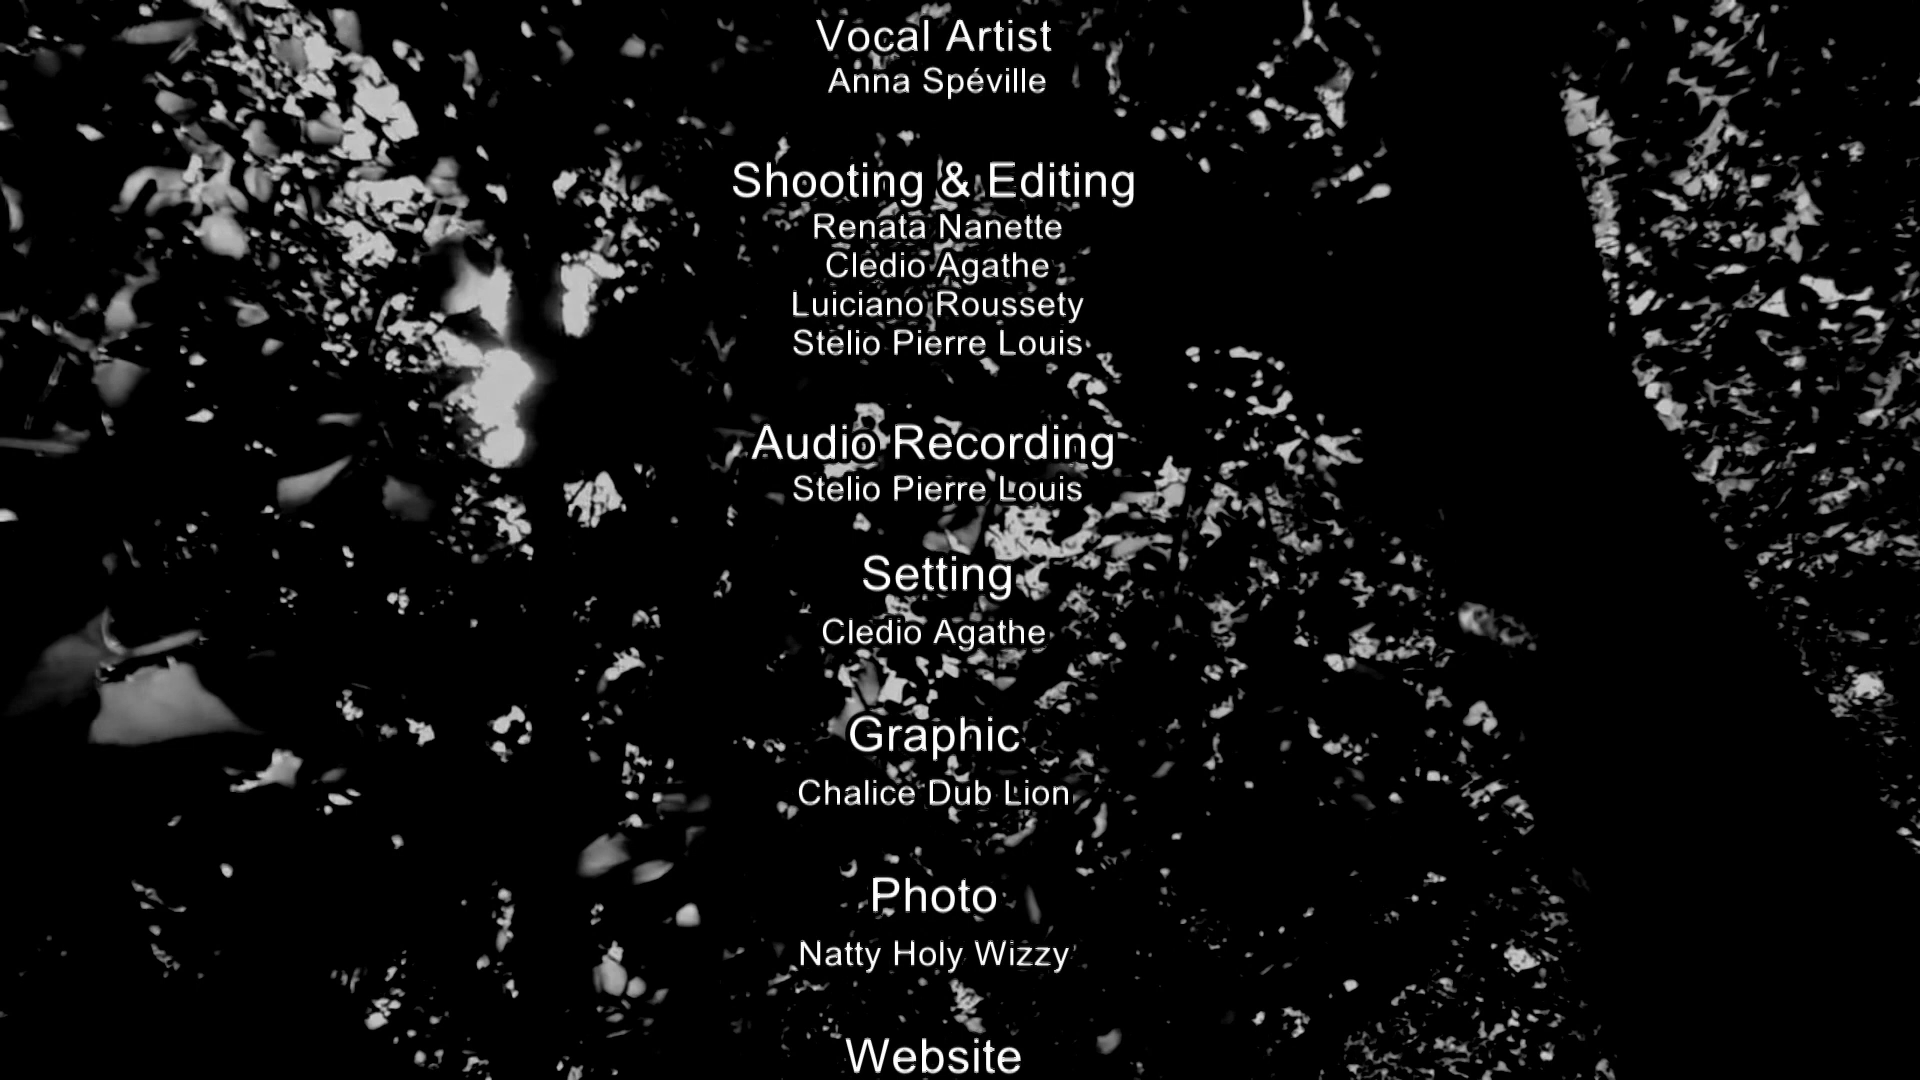 Vocal Artist
Anna Spéville
Shooting & Editing
Renata Nanette
Cledio Agathe
Luiciano Roussety
Stelio Pierre Louis
Audio Recording
Stelio Pierre Louis
Setting
Cledio Agathe
Graphic
Chalice Dub Lion
Photo
Natty Holy Wizzy
Website